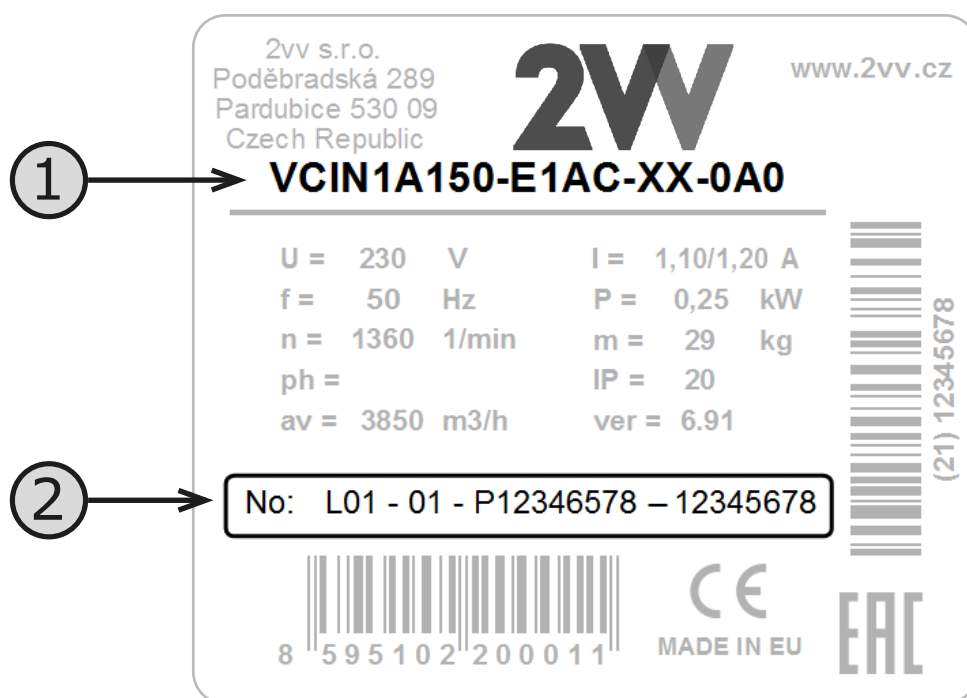 2vv s.r.o.
Poděbradská 289
Pardubice 530 09
Czech Republic
2VV
www.2vv.cz
1
VCIN1A150-E1AC-XX-0A0
U = 230 V I = 1,10/1,20 A
f = 50 Hz P = 0,25 kW
n = 1360 1/min m = 29 kg
ph = IP = 20
av = 3850 m3/h ver = 6.91
(21) 12345678
2
No: L01 - 01 - P12346578 – 12345678
8 595102 200011
CE
MADE IN EU
EAC